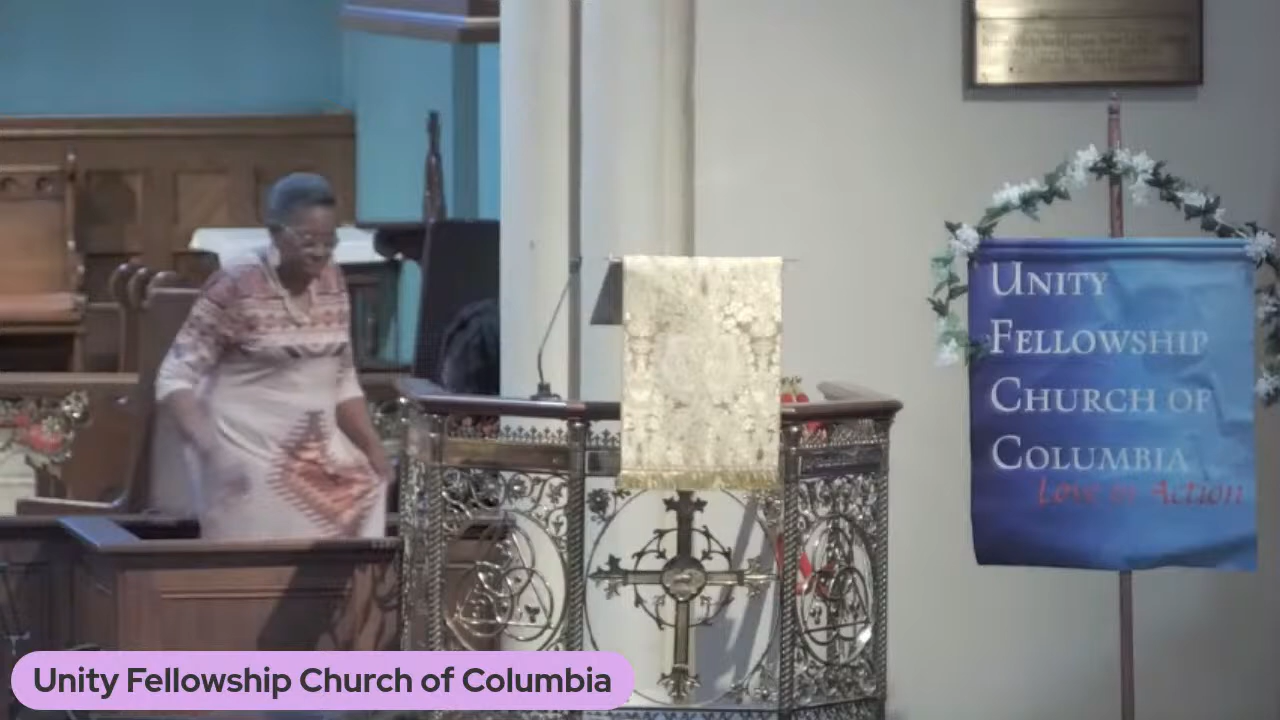 Unity
Fellowship
Church of
Columbia
Love in Action
Unity Fellowship Church of Columbia